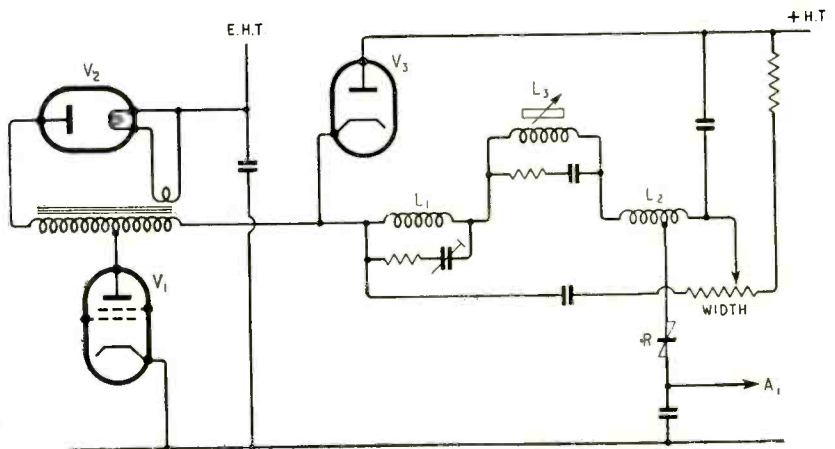 E.H.T.
+ H.T.
V2
V3
L3
L1
L2
V1
WIDTH
R
A1